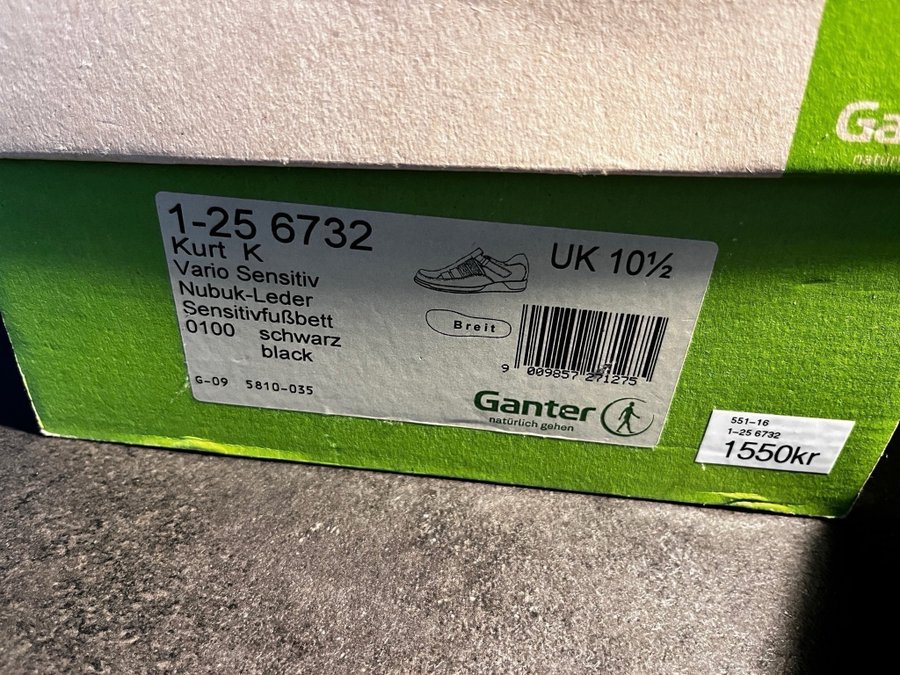 Ga
natür
1-25 6732
Kurt K
Vario Sensitiv
Nubuk-Leder
Sensitivfußbett
0100 schwarz
black
G-09 5810-035
UK 10½
Breit
9 009857 271275
Ganter
natürlich gehen
551-16
1-25 6732
1550kr